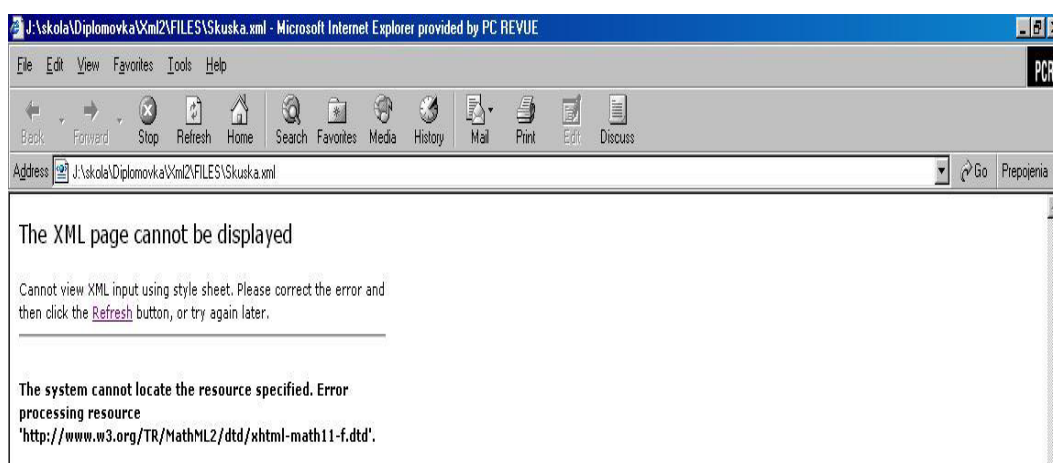 J:\skola\Diplomovka\Xml2\FILES\Skuska.xml - Microsoft Internet Explorer provided by PC REVUE
File Edit View Favorites Tools Help
PCR
Back Forward Stop Refresh Home Search Favorites Media History Mail Print Edit Discuss
Address J:\skola\Diplomovka\Xml2\FILES\Skuska.xml Go Prepojenia
The XML page cannot be displayed
Cannot view XML input using style sheet. Please correct the error and
then click the Refresh button, or try again later.
The system cannot locate the resource specified. Error
processing resource
'http://www.w3.org/TR/MathML2/dtd/xhtml-math11-f.dtd'.